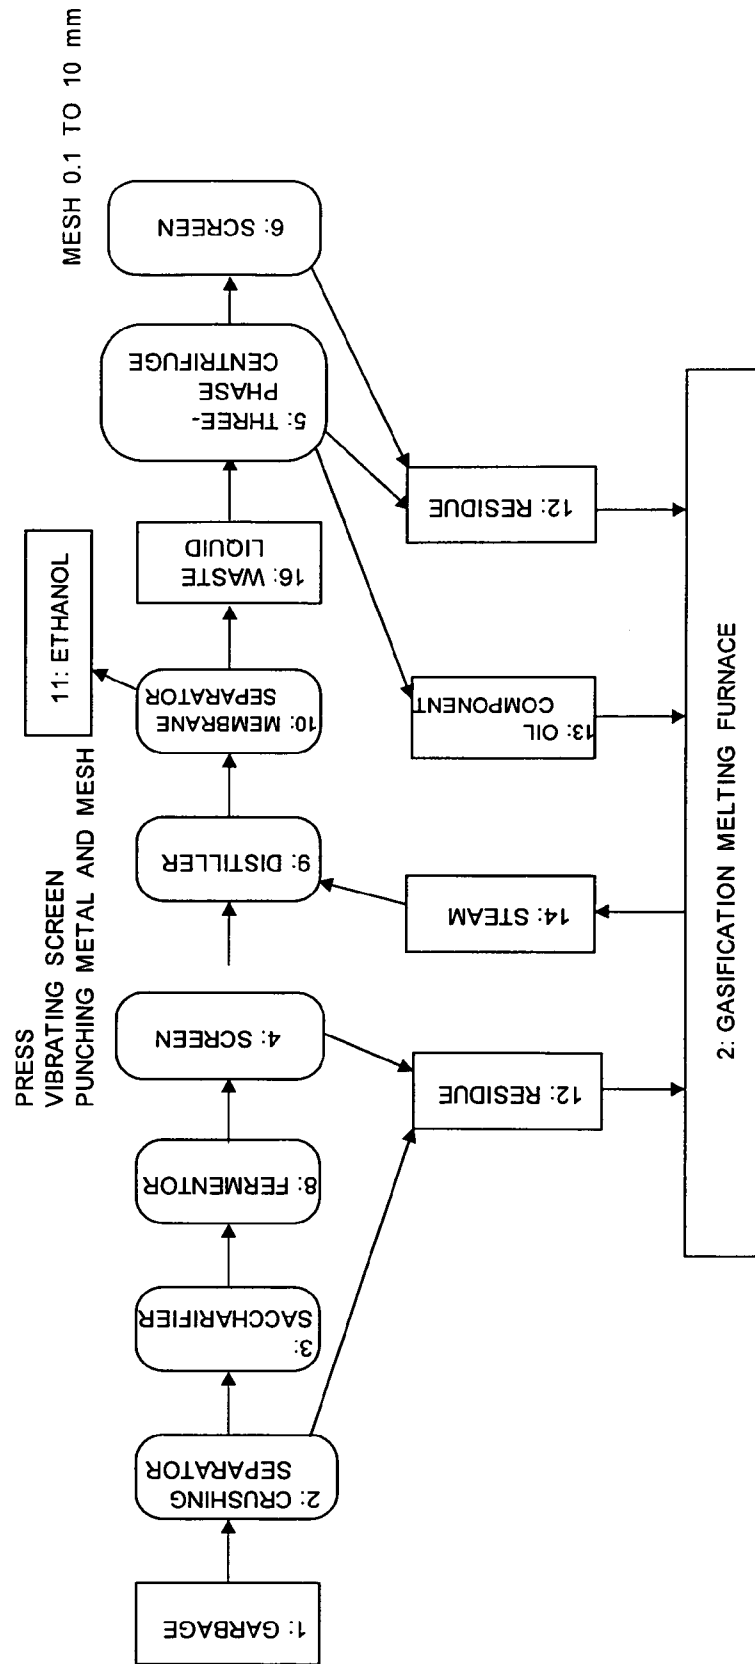 PRESS
VIBRATING SCREEN
PUNCHING METAL AND MESH
MESH 0.1 TO 10 mm
11: ETHANOL
1: GARBAGE
2: CRUSHING
SEPARATOR
3:
SACCHARIFIER
8: FERMENTOR
4: SCREEN
9: DISTILLER
10: MEMBRANE
SEPARATOR
16: WASTE
LIQUID
5: THREE-
PHASE
CENTRIFUGE
6: SCREEN
12: RESIDUE
14: STEAM
13: OIL
COMPONENT
12: RESIDUE
2: GASIFICATION MELTING FURNACE